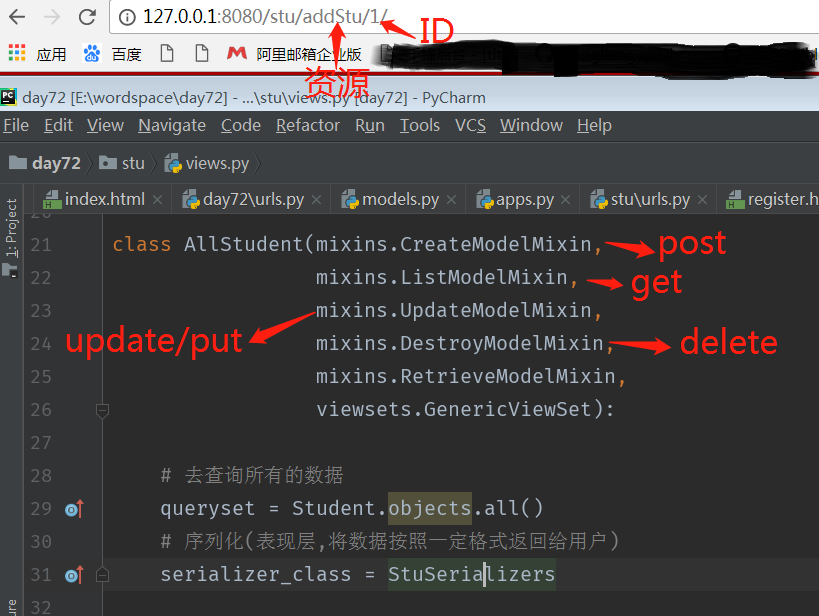 127.0.0.1:8080/stu/addStu/1/
ID
应用 百度 阿里邮箱企业版
资源
day72 [E:\wordspace\day72] - ...\stu\views.py [day72] - PyCharm
File Edit View Navigate Code Refactor Run Tools VCS Window Help
day72 stu views.py
index.html day72\urls.py models.py apps.py stu\urls.py register.h
1: Project
21 class AllStudent(mixins.CreateModelMixin, post
22 mixins.ListModelMixin, get
23 mixins.UpdateModelMixin,
update/put
24 mixins.DestroyModelMixin, delete
25 mixins.RetrieveModelMixin,
26 viewsets.GenericViewSet):
27
28 # 去查询所有的数据
29 queryset = Student.objects.all()
30 # 序列化(表现层,将数据按照一定格式返回给用户)
31 serializer_class = StuSerializers
32